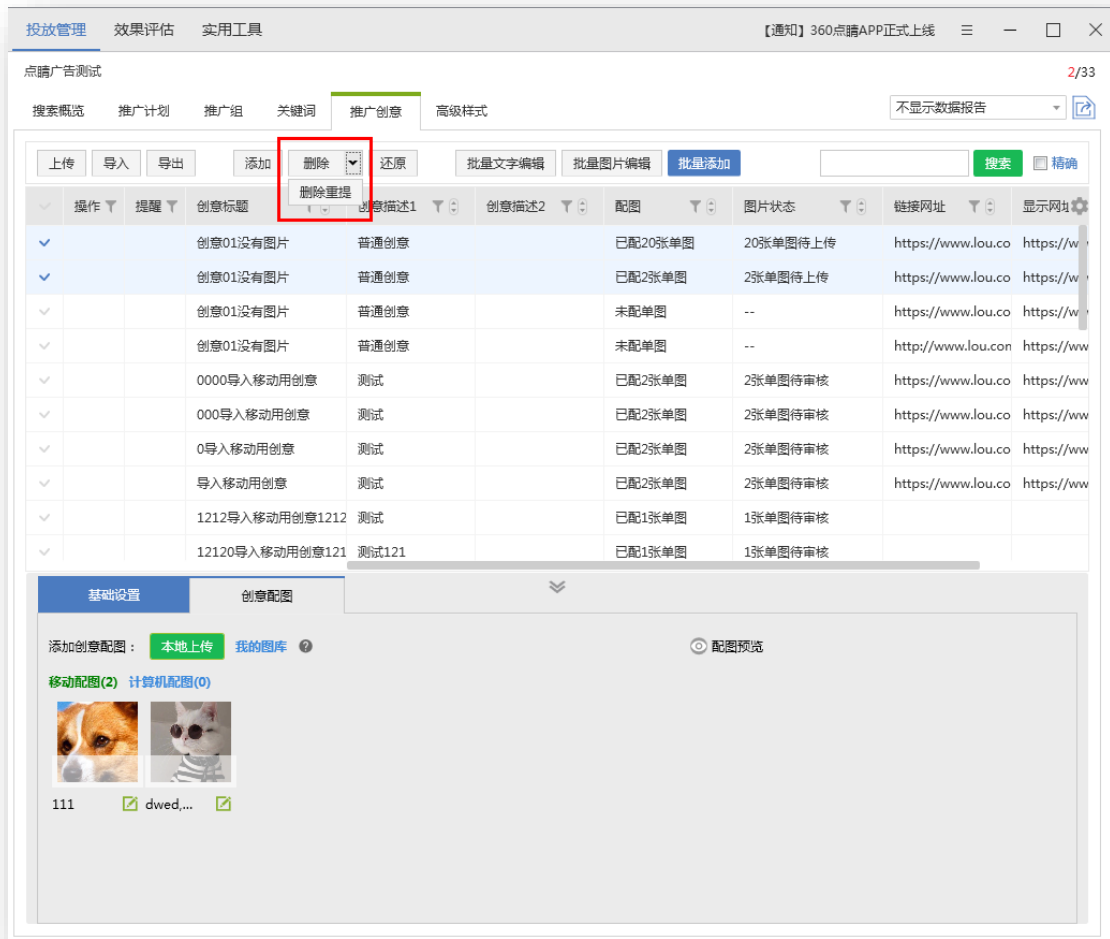 投放管理 效果评估 实用工具 【通知】360点睛APP正式上线
点睛广告测试 2/33
搜索概览 推广计划 推广组 关键词 推广创意 高级样式 不显示数据报告
上传 导入 导出 添加 删除 还原 批量文字编辑 批量图片编辑 批量添加 搜索 精确
删除重提
操作 提醒 创意标题 创意描述1 创意描述2 配图 图片状态 链接网址 显示网址
创意01没有图片 普通创意 已配20张单图 20张单图待上传 https://www.lou.co https://w
创意01没有图片 普通创意 已配2张单图 2张单图待上传 https://www.lou.co https://w
创意01没有图片 普通创意 未配单图 -- https://www.lou.co https://w
创意01没有图片 普通创意 未配单图 -- http://www.lou.con https://ww
0000导入移动用创意 测试 已配2张单图 2张单图待审核 https://www.lou.co https://ww
000导入移动用创意 测试 已配2张单图 2张单图待审核 https://www.lou.co https://ww
0导入移动用创意 测试 已配2张单图 2张单图待审核 https://www.lou.co https://ww
导入移动用创意 测试 已配2张单图 2张单图待审核 https://www.lou.co https://ww
1212导入移动用创意1212 测试 已配1张单图 1张单图待审核
12120导入移动用创意121 测试121 已配1张单图 1张单图待审核
基础设置 创意配图
添加创意配图： 本地上传 我的图库 ? 配图预览
移动配图(2) 计算机配图(0)
111 dwed,...